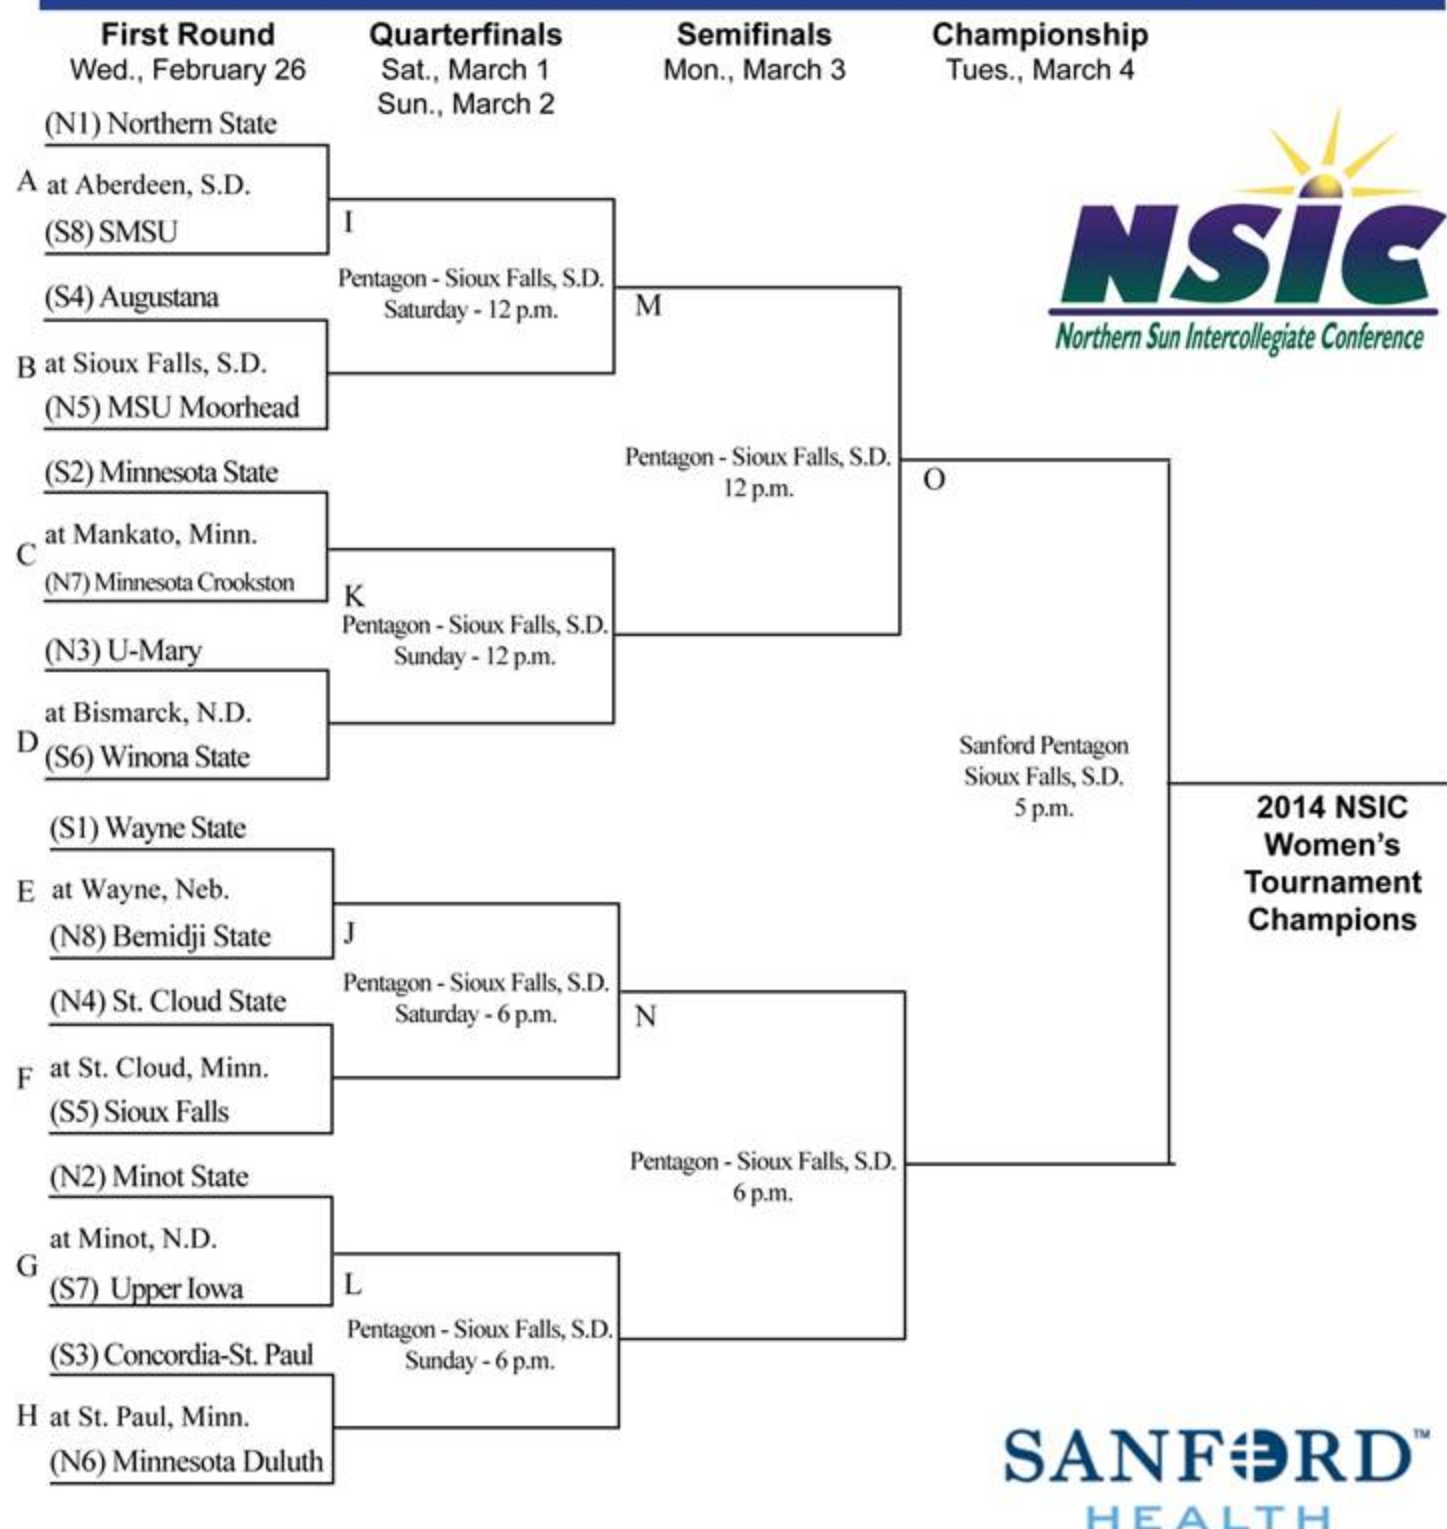 First Round
Wed., February 26
Quarterfinals
Sat., March 1
Sun., March 2
Semifinals
Mon., March 3
Championship
Tues., March 4
(N1) Northern State
A at Aberdeen, S.D.
(S8) SMSU
(S4) Augustana
B at Sioux Falls, S.D.
(N5) MSU Moorhead
(S2) Minnesota State
C at Mankato, Minn.
(N7) Minnesota Crookston
(N3) U-Mary
D at Bismarck, N.D.
(S6) Winona State
(S1) Wayne State
E at Wayne, Neb.
(N8) Bemidji State
(N4) St. Cloud State
F at St. Cloud, Minn.
(S5) Sioux Falls
(N2) Minot State
G at Minot, N.D.
(S7) Upper Iowa
(S3) Concordia-St. Paul
H at St. Paul, Minn.
(N6) Minnesota Duluth
I
Pentagon - Sioux Falls, S.D.
Saturday - 12 p.m.
K
Pentagon - Sioux Falls, S.D.
Sunday - 12 p.m.
J
Pentagon - Sioux Falls, S.D.
Saturday - 6 p.m.
L
Pentagon - Sioux Falls, S.D.
Sunday - 6 p.m.
M
Pentagon - Sioux Falls, S.D.
12 p.m.
N
Pentagon - Sioux Falls, S.D.
6 p.m.
O
Sanford Pentagon
Sioux Falls, S.D.
5 p.m.
NSIC
Northern Sun Intercollegiate Conference
2014 NSIC
Women's
Tournament
Champions
SANFORD™
HEALTH